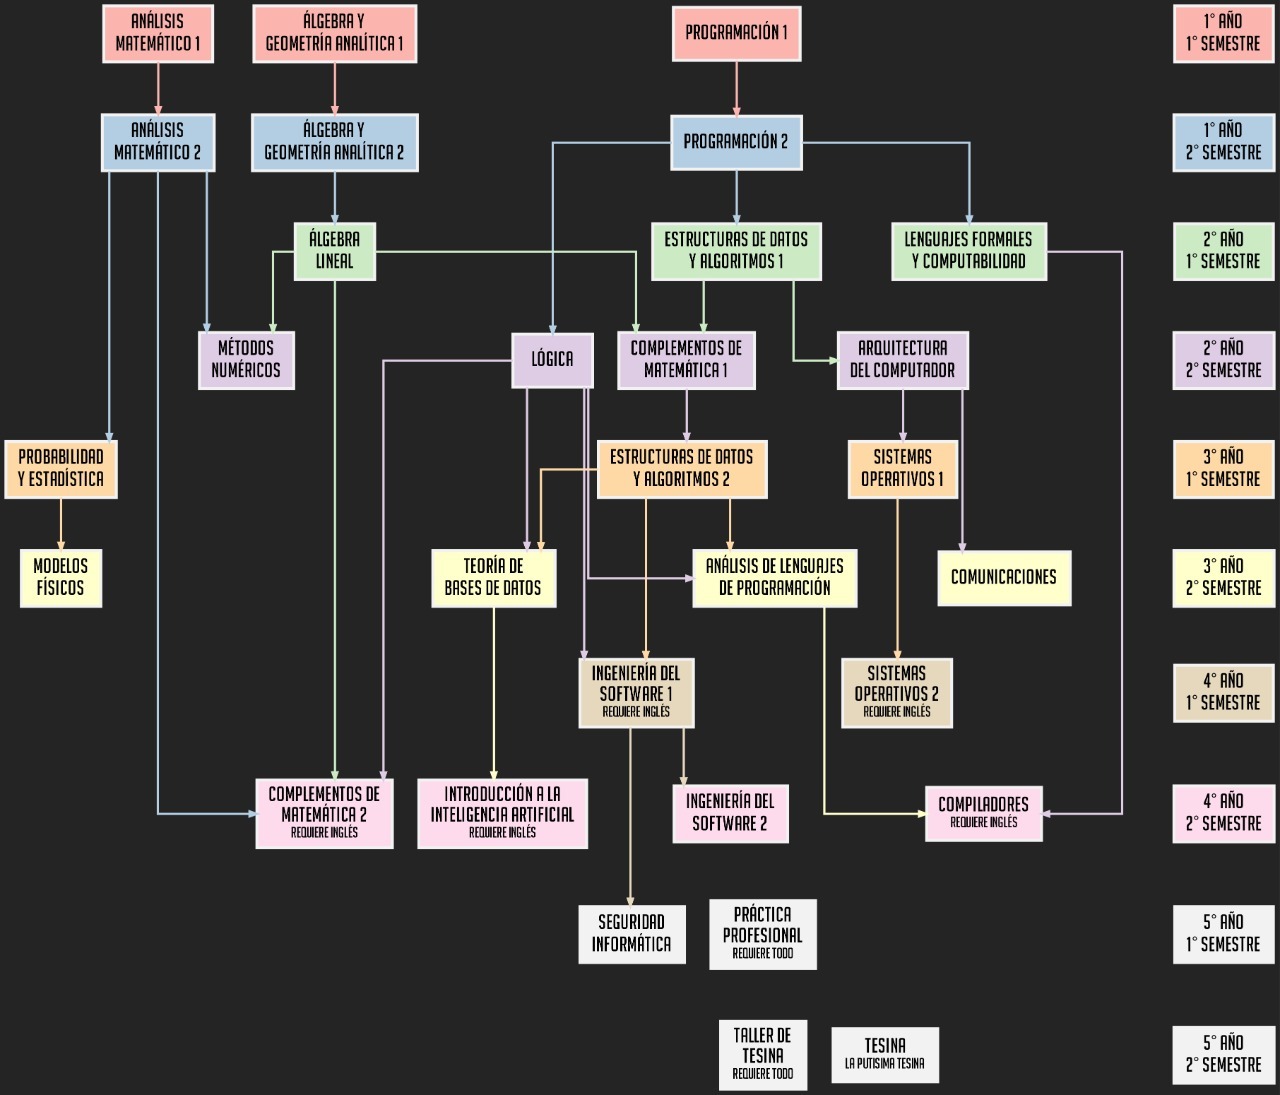 ANÁLISIS
MATEMÁTICO 1
ÁLGEBRA Y
GEOMETRÍA ANALÍTICA 1
PROGRAMACIÓN 1
1° AÑO
1° SEMESTRE
ANÁLISIS
MATEMÁTICO 2
ÁLGEBRA Y
GEOMETRÍA ANALÍTICA 2
PROGRAMACIÓN 2
1° AÑO
2° SEMESTRE
ÁLGEBRA
LINEAL
ESTRUCTURAS DE DATOS
Y ALGORITMOS 1
LENGUAJES FORMALES
Y COMPUTABILIDAD
2° AÑO
1° SEMESTRE
MÉTODOS
NUMÉRICOS
LÓGICA
COMPLEMENTOS DE
MATEMÁTICA 1
ARQUITECTURA
DEL COMPUTADOR
2° AÑO
2° SEMESTRE
PROBABILIDAD
Y ESTADÍSTICA
ESTRUCTURAS DE DATOS
Y ALGORITMOS 2
SISTEMAS
OPERATIVOS 1
3° AÑO
1° SEMESTRE
MODELOS
FÍSICOS
TEORÍA DE
BASES DE DATOS
ANÁLISIS DE LENGUAJES
DE PROGRAMACIÓN
COMUNICACIONES
3° AÑO
2° SEMESTRE
INGENIERÍA DEL
SOFTWARE 1
REQUIERE INGLÉS
SISTEMAS
OPERATIVOS 2
REQUIERE INGLÉS
4° AÑO
1° SEMESTRE
COMPLEMENTOS DE
MATEMÁTICA 2
REQUIERE INGLÉS
INTRODUCCIÓN A LA
INTELIGENCIA ARTIFICIAL
REQUIERE INGLÉS
INGENIERÍA DEL
SOFTWARE 2
COMPILADORES
REQUIERE INGLÉS
4° AÑO
2° SEMESTRE
SEGURIDAD
INFORMÁTICA
PRÁCTICA
PROFESIONAL
REQUIERE TODO
5° AÑO
1° SEMESTRE
TALLER DE
TESINA
REQUIERE TODO
TESINA
LA PUTISIMA TESINA
5° AÑO
2° SEMESTRE